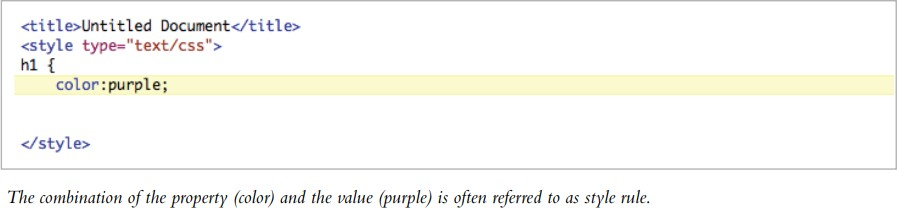 <title>Untitled Document</title>
<style type="text/css">
h1 {
color:purple;
</style>
The combination of the property (color) and the value (purple) is often referred to as style rule.